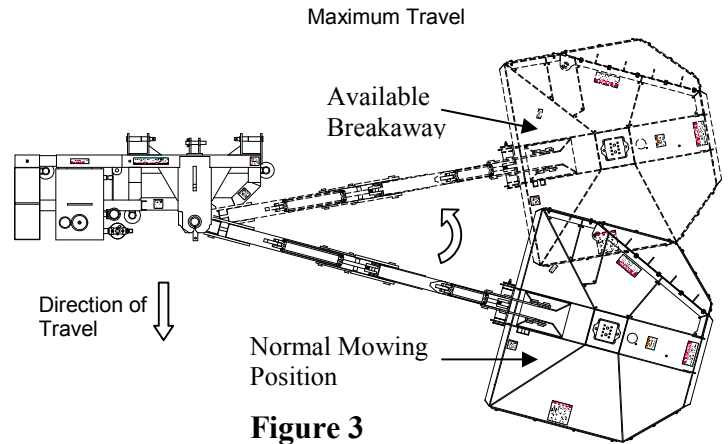 Maximum Travel
Available
Breakaway
Direction of
Travel
Normal Mowing
Position
Figure 3